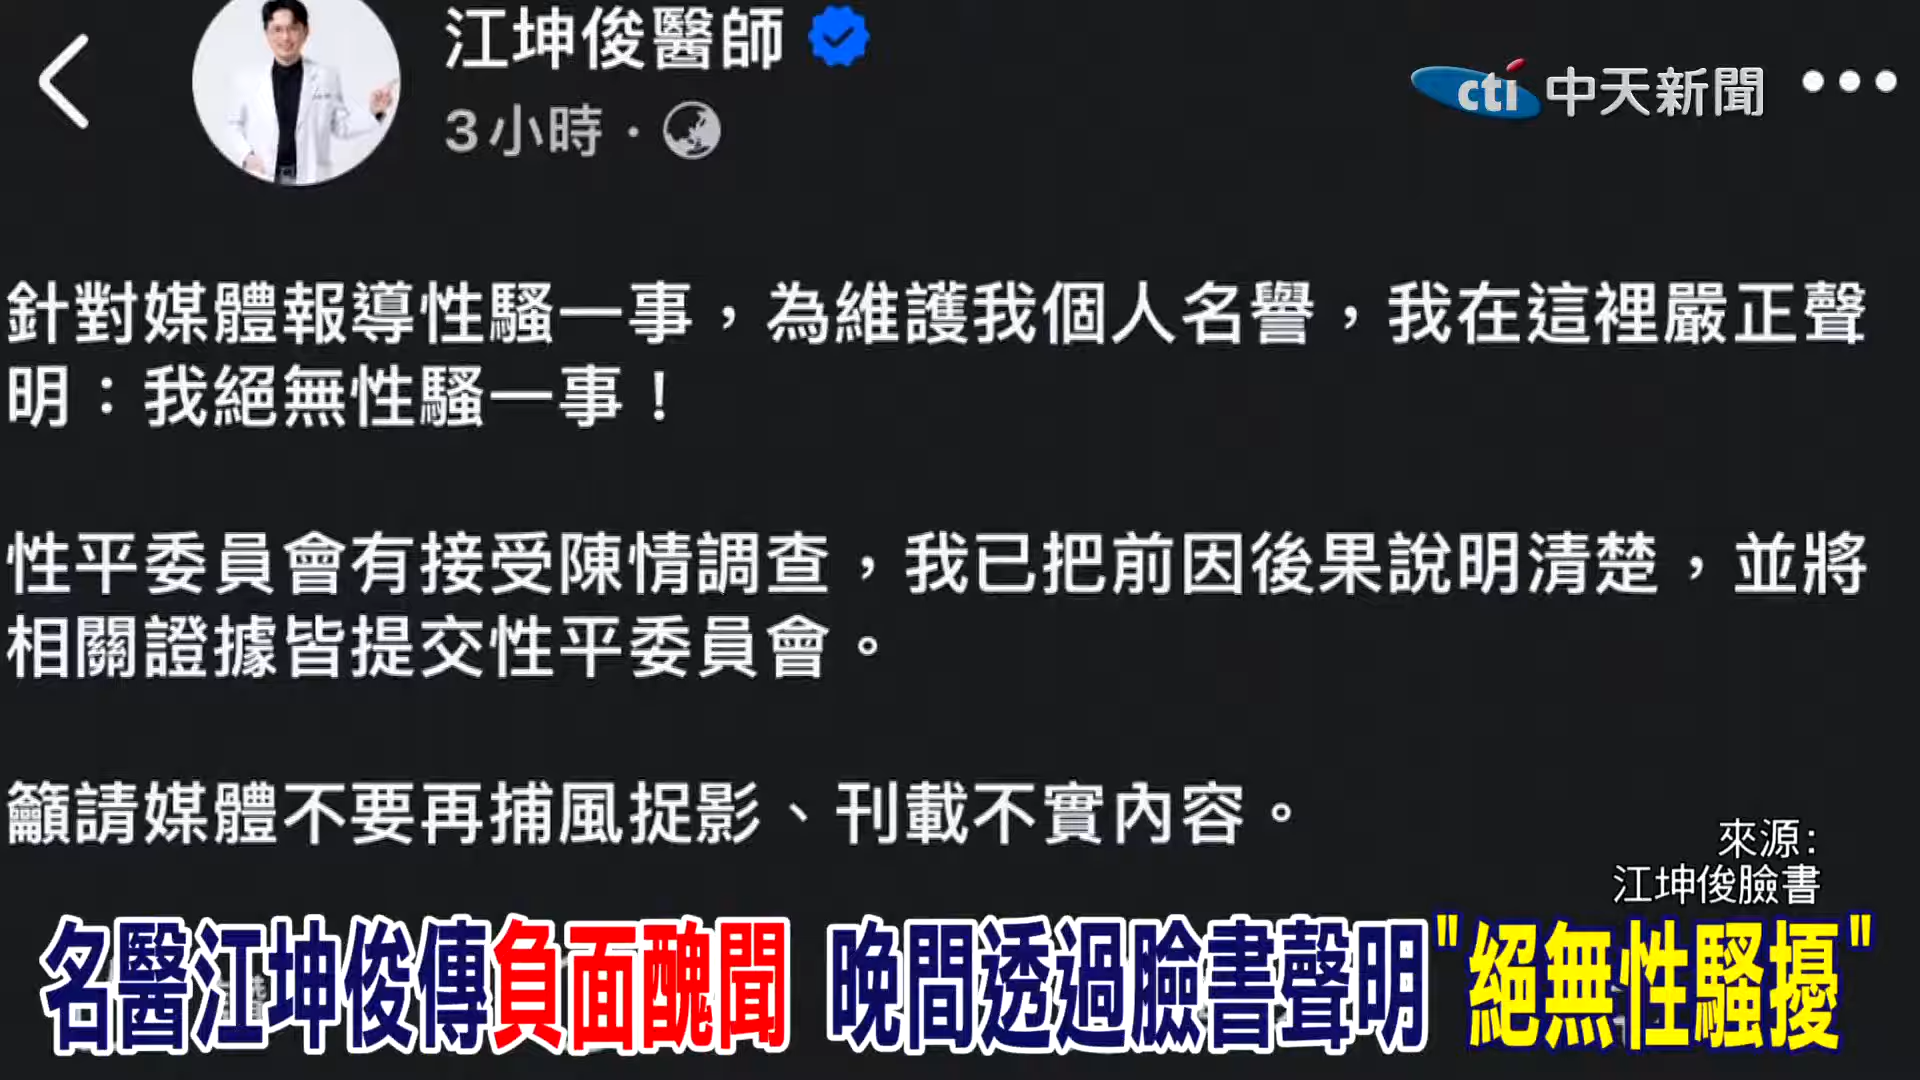 江坤俊醫師
3小時·
cti 中天新聞
針對媒體報導性騷一事，為維護我個人名譽，我在這裡嚴正聲
明：我絕無性騷一事！
性平委員會有接受陳情調查，我已把前因後果說明清楚，並將
相關證據皆提交性平委員會。
籲請媒體不要再捕風捉影、刊載不實內容。
來源:
江坤俊臉書
名醫江坤俊傳負面醜聞 晚間透過臉書聲明"絕無性騷擾"